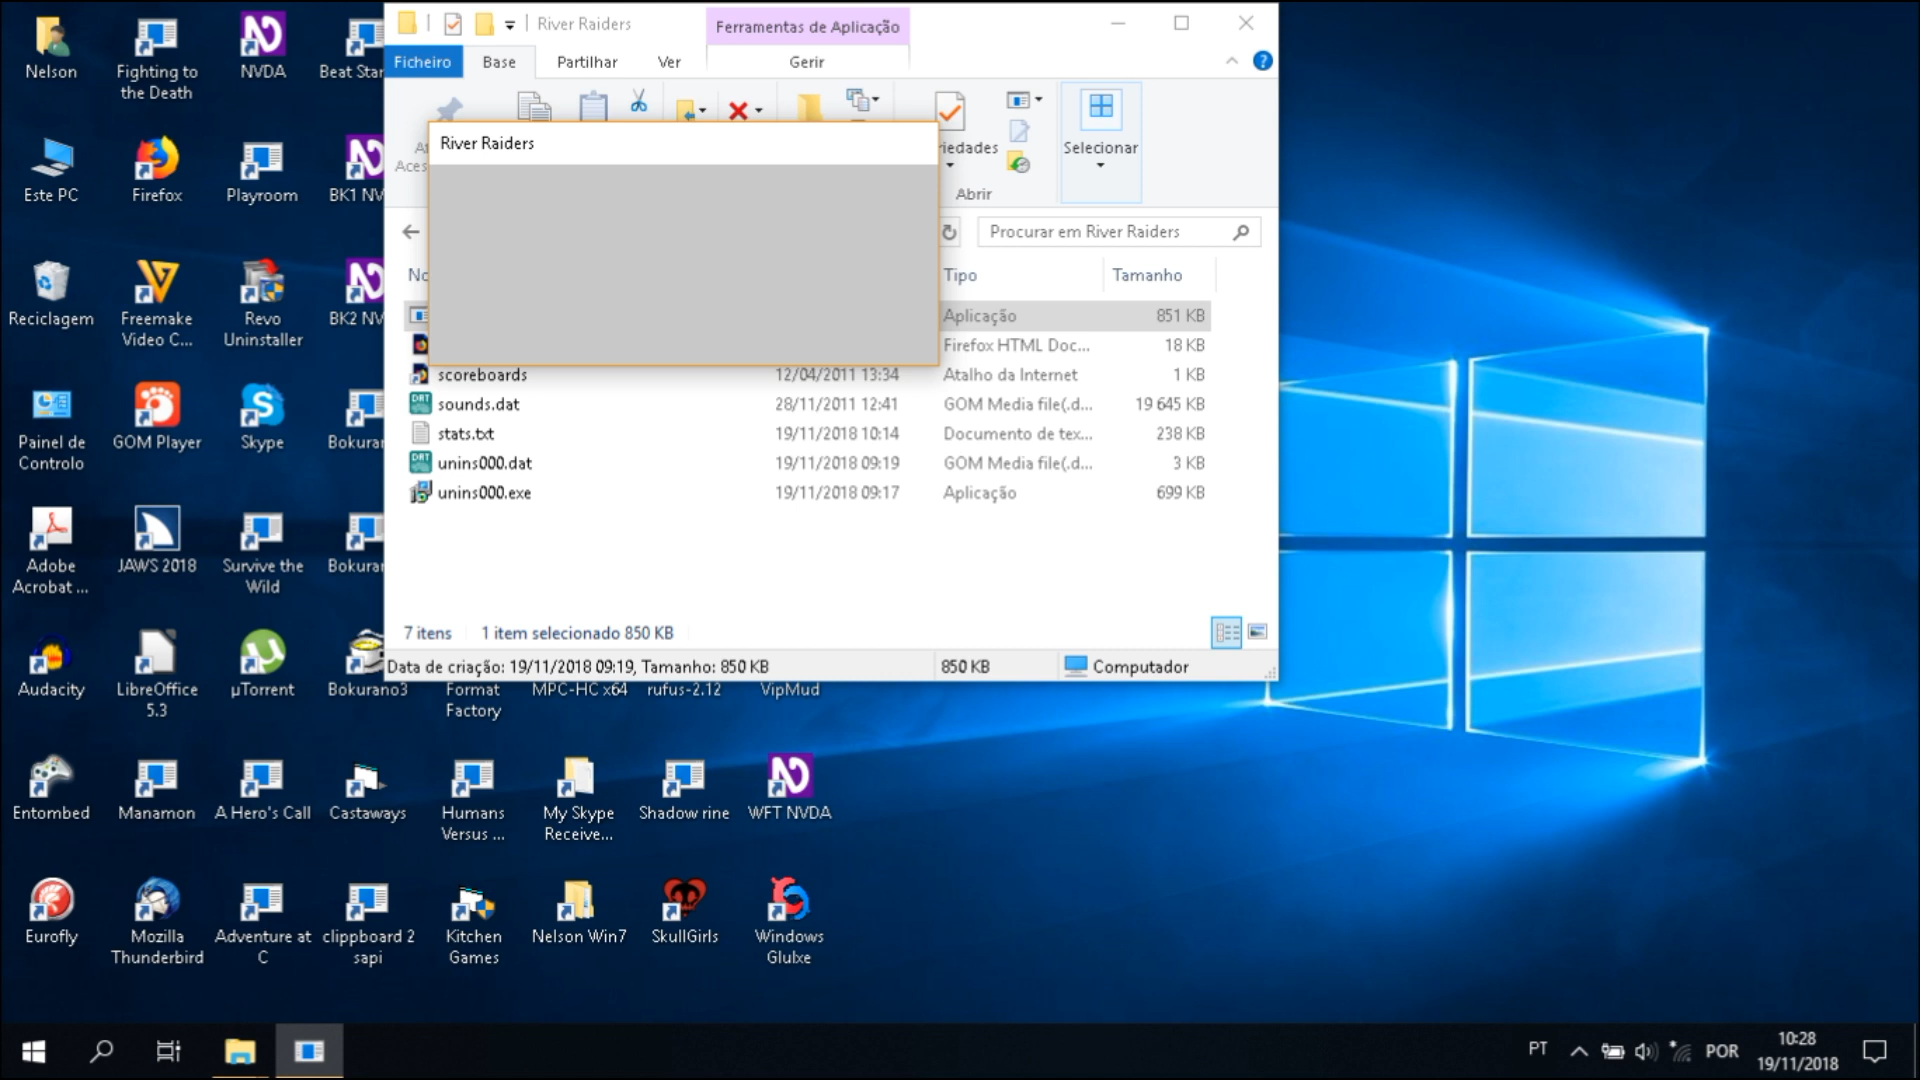 River Raiders
Ferramentas de Aplicação
Ficheiro
Base
Partilhar
Ver
Gerir
Selecionar
Abrir
River Raiders
Procurar em River Raiders
Tipo
Tamanho
Aplicação 851 KB
Firefox HTML Doc... 18 KB
scoreboards 12/04/2011 13:34 Atalho da Internet 1 KB
sounds.dat 28/11/2011 12:41 GOM Media file(.d... 19 645 KB
stats.txt 19/11/2018 10:14 Documento de tex... 238 KB
unins000.dat 19/11/2018 09:19 GOM Media file(.d... 3 KB
unins000.exe 19/11/2018 09:17 Aplicação 699 KB
7 itens 1 item selecionado 850 KB
Data de criação: 19/11/2018 09:19, Tamanho: 850 KB
850 KB
Computador
Nelson
Fighting to
the Death
NVDA
Beat Star
Este PC
Firefox
Playroom
BK1 NV
Reciclagem
Freemake
Video C...
Revo
Uninstaller
BK2 NV
Painel de
Controlo
GOM Player
Skype
Bokuran
Adobe
Acrobat ...
JAWS 2018
Survive the
Wild
Bokuran
Audacity
LibreOffice
5.3
µTorrent
Bokurano3
Format
Factory
MPC-HC x64
rufus-2.12
VipMud
Entombed
Manamon
A Hero's Call
Castaways
Humans
Versus ...
My Skype
Receive...
Shadow rine
WFT NVDA
Eurofly
Mozilla
Thunderbird
Adventure at
C
clippboard 2
sapi
Kitchen
Games
Nelson Win7
SkullGirls
Windows
Glulxe
PT
POR
10:28
19/11/2018